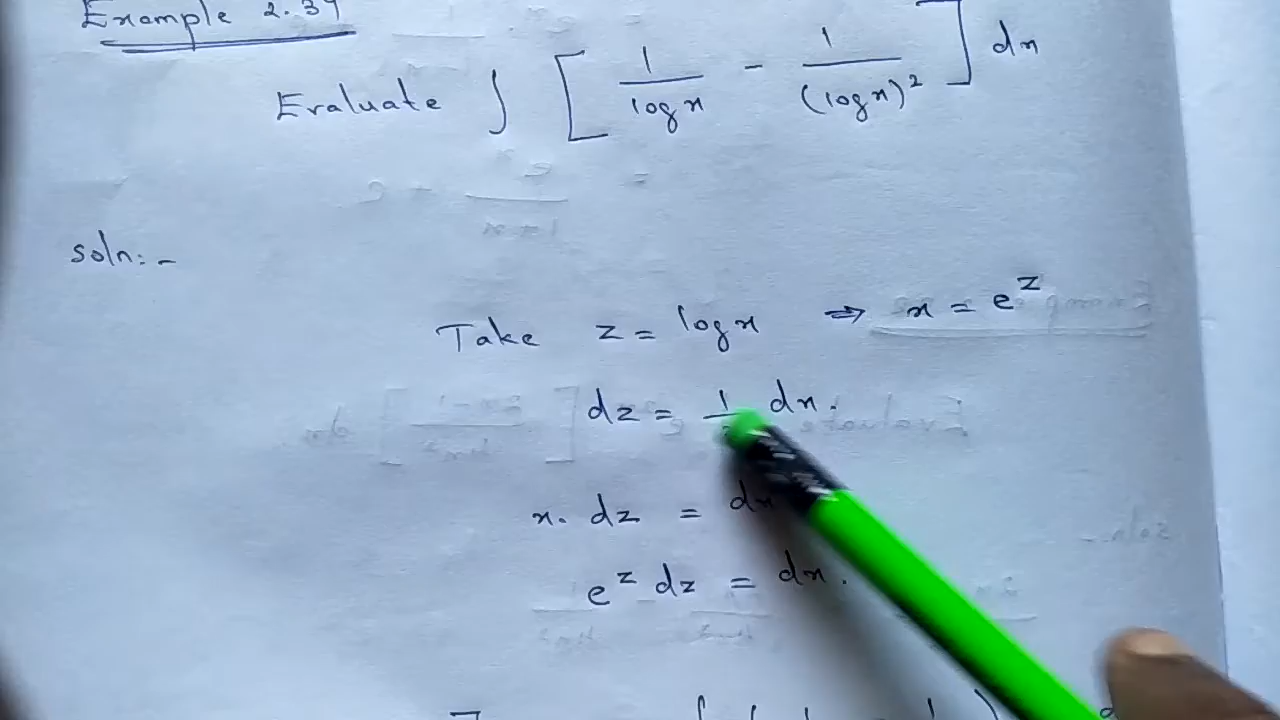 Example 2.39
Evaluate ∫ [ 1/log x - 1/(log x)² ] dx
Soln:-
Take z = log x ⇒ x = e^z
dz = 1/ dx.
x. dz = dx
e^z dz = dx.